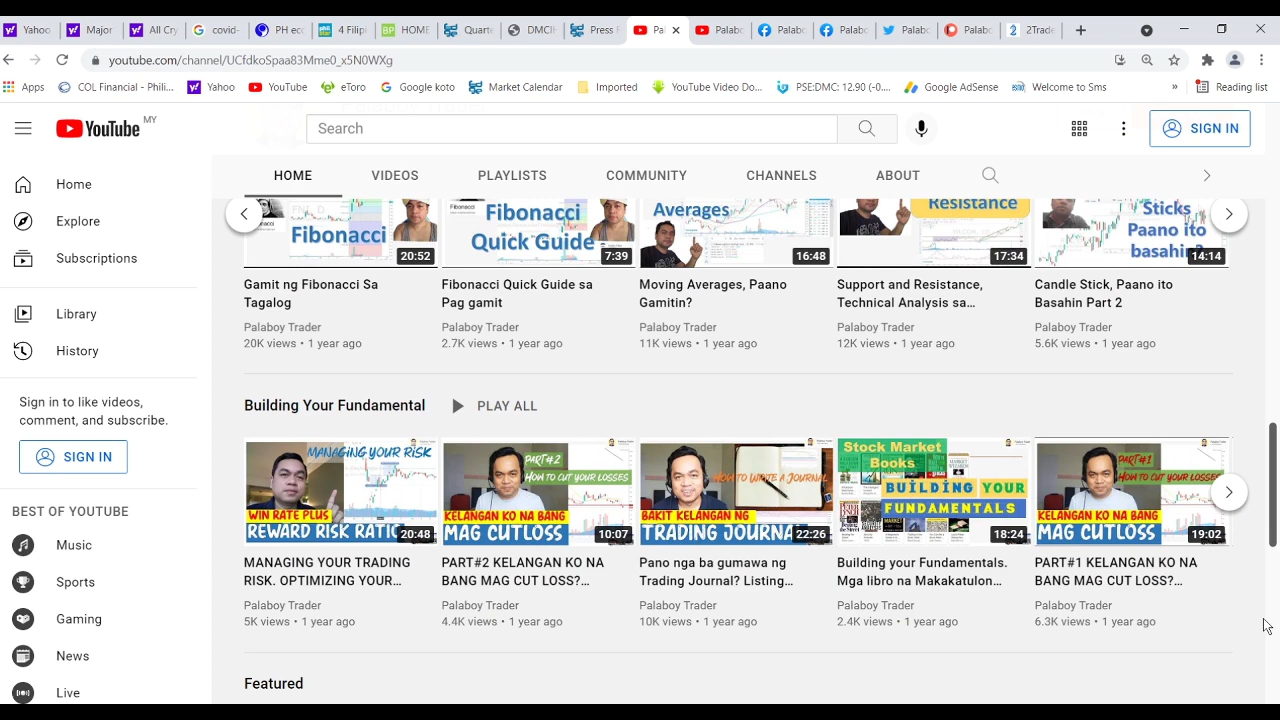 Yahoo
Major
All Cry
covid-
PH ecc
4 Filip
HOME
Quarte
DMCI
Press
Pal
Palabo
Palabo
Palabo
Palabo
Palabo
2Trade
youtube.com/channel/UCfdkoSpaa83Mme0_x5N0WXg
Apps
COL Financial - Phili...
Yahoo
YouTube
eToro
Google Keto
Market Calendar
Imported
YouTube Video Do...
PSE:DMC: 12.90 (-0....
Google AdSense
Welcome to Sms
»
Reading list
YouTube MY
Search
SIGN IN
Home
Explore
Subscriptions
Library
History
Sign in to like videos,
comment, and subscribe.
SIGN IN
BEST OF YOUTUBE
Music
Sports
Gaming
News
Live
HOME
VIDEOS
PLAYLISTS
COMMUNITY
CHANNELS
ABOUT
Fibonacci
20:52
Gamit ng Fibonacci Sa
Tagalog
Palaboy Trader
20K views • 1 year ago
Fibonacci
Quick Guide
7:39
Fibonacci Quick Guide sa
Pag gamit
Palaboy Trader
2.7K views • 1 year ago
Averages
16:48
Moving Averages, Paano
Gamitin?
Palaboy Trader
11K views • 1 year ago
Resistance
17:34
Support and Resistance,
Technical Analysis sa...
Palaboy Trader
12K views • 1 year ago
Sticks
Paano ito
basahin?
14:14
Candle Stick, Paano ito
Basahin Part 2
Palaboy Trader
5.6K views • 1 year ago
Building Your Fundamental
PLAY ALL
MANAGING YOUR RISK
WIN RATE PLUS
REWARD RISK RATIO
20:48
MANAGING YOUR TRADING
RISK. OPTIMIZING YOUR...
Palaboy Trader
5K views • 1 year ago
PART#2
HOW TO CUT YOUR LOSSES
KELANGAN KO NA BANG
MAG CUTLOSS
10:07
PART#2 KELANGAN KO NA
BANG MAG CUT LOSS?...
Palaboy Trader
4.4K views • 1 year ago
HOW TO WRITE A JOURNAL
BAKIT KELANGAN NG
TRADING JOURNAL
22:26
Pano nga ba gumawa ng
Trading Journal? Listing...
Palaboy Trader
10K views • 1 year ago
Stock Market
Books
BUILDING YOUR
FUNDAMENTALS
18:24
Building your Fundamentals.
Mga libro na Makakatulon...
Palaboy Trader
2.4K views • 1 year ago
PART#1
HOW TO CUT YOUR LOSSES
KELANGAN KO NA BANG
MAG CUTLOSS
19:02
PART#1 KELANGAN KO NA
BANG MAG CUT LOSS?...
Palaboy Trader
6.3K views • 1 year ago
Featured